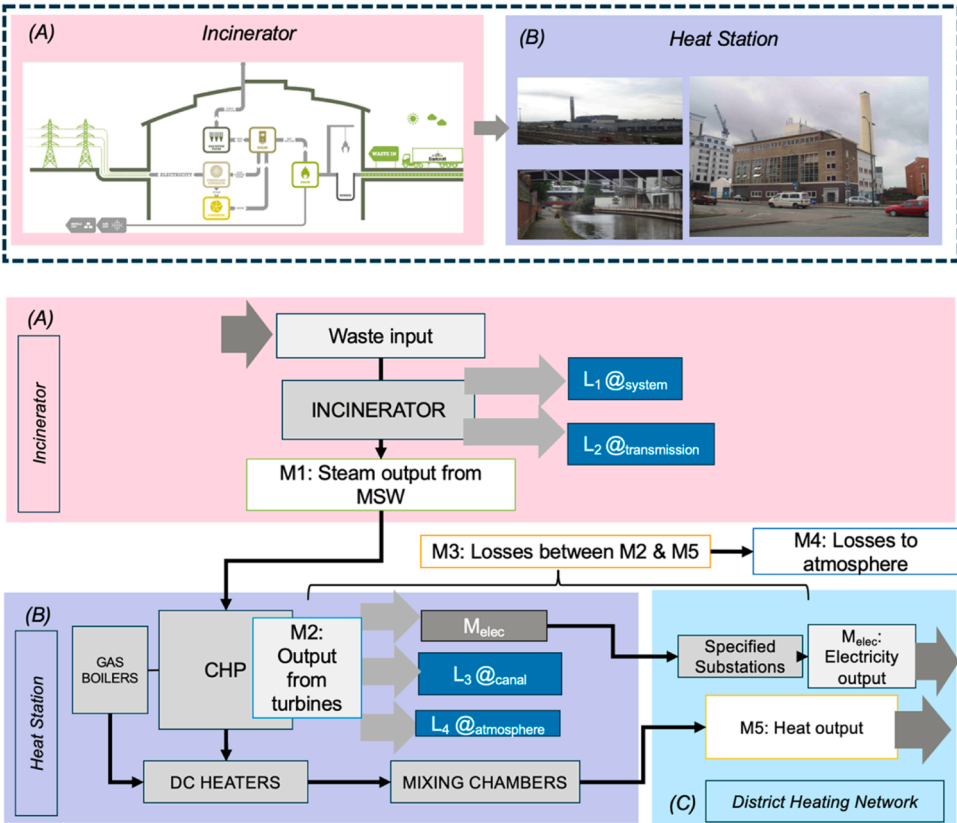 (A)
Incinerator
(B)
Heat Station
ELECTRICITY
WASTE IN
(A)
Incinerator
Waste input
INCINERATOR
L1 @system
L2 @transmission
M1: Steam output from
MSW
M3: Losses between M2 & M5
M4: Losses to
atmosphere
(B)
Heat Station
GAS
BOILERS
CHP
M2:
Output
from
turbines
Melec
L3 @canal
L4 @atmosphere
DC HEATERS
MIXING CHAMBERS
Specified
Substations
Melec:
Electricity
output
M5: Heat output
(C)
District Heating Network